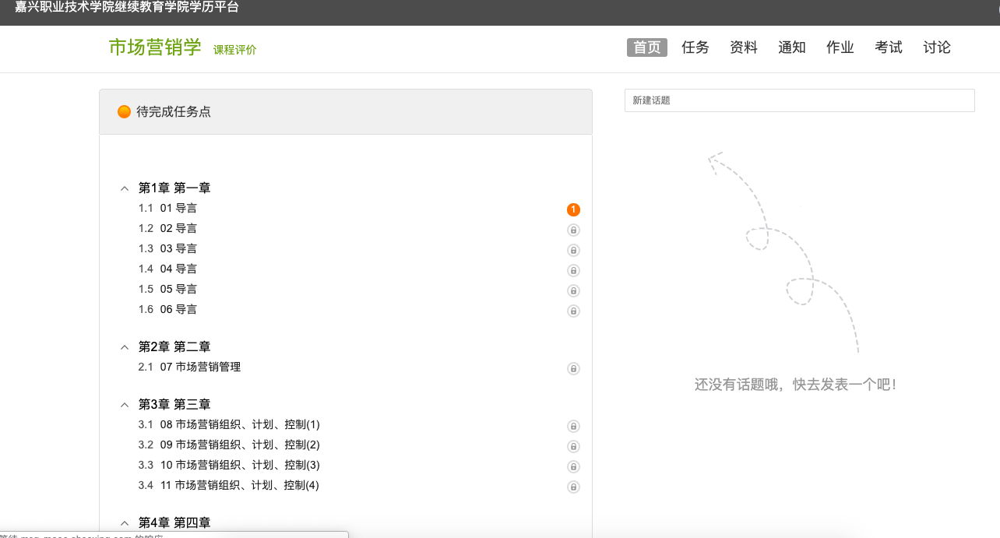 嘉兴职业技术学院继续教育学院学历平台
市场营销学 课程评价
首页 任务 资料 通知 作业 考试 讨论
待完成任务点
新建话题
第1章 第一章
1.1 01 导言 1
1.2 02 导言
1.3 03 导言
1.4 04 导言
1.5 05 导言
1.6 06 导言
第2章 第二章
2.1 07 市场营销管理
还没有话题哦，快去发表一个吧！
第3章 第三章
3.1 08 市场营销组织、计划、控制(1)
3.2 09 市场营销组织、计划、控制(2)
3.3 10 市场营销组织、计划、控制(3)
3.4 11 市场营销组织、计划、控制(4)
第4章 第四章